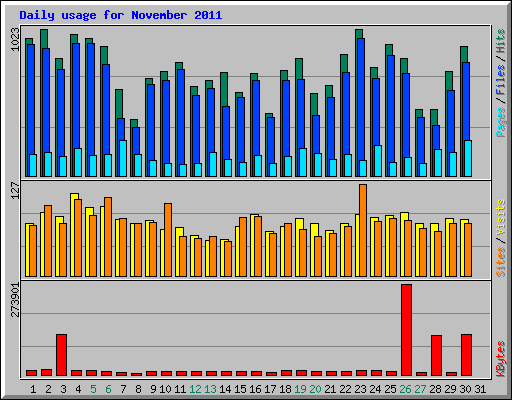 Daily usage for November 2011
1023
Pages / Files / Hits
127
Sites / Visits
273901
KBytes
1 2 3 4 5 6 7 8 9 10 11 12 13 14 15 16 17 18 19 20 21 22 23 24 25 26 27 28 29 30 31